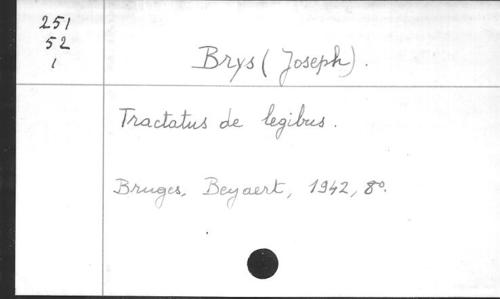 251
52
1
Brys (Joseph).
Tractatus de legibus.
Bruges, Beyaert, 1942, 8°.